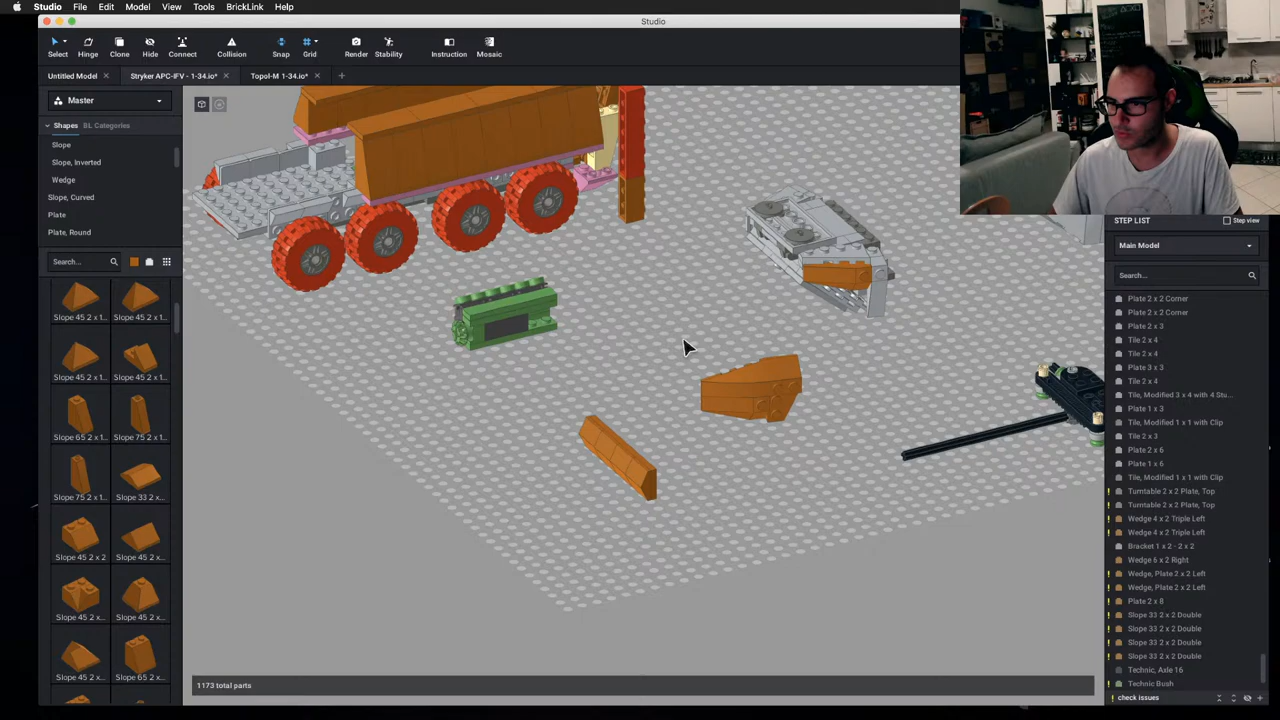 Studio File Edit Model View Tools BrickLink Help
Studio
Select Hinge Clone Hide Connect Collision Snap Grid Render Stability Instruction Mosaic
Untitled Model Stryker APC-IFV - 1-34.io* Topol-M 1-34.io*
Master
Shapes BL Categories
Slope
Slope, Inverted
Wedge
Slope, Curved
Plate
Plate, Round
Search...
Slope 45 2 x 1... Slope 45 2 x...
Slope 45 2 x... Slope 45 2 x...
Slope 65 2 x 1... Slope 75 2 x 1...
Slope 75 2 x 1... Slope 33 2 x...
Slope 45 2 x 2 Slope 45 2 x...
Slope 45 2 x... Slope 45 2 x...
Slope 45 2 x... Slope 65 2 x...
1173 total parts
STEP LIST Step view
Main Model
Search...
Plate 2 x 2 Corner
Plate 2 x 2 Corner
Plate 2 x 3
Tile 2 x 4
Tile 2 x 4
Plate 3 x 3
Tile 2 x 4
Tile, Modified 3 x 4 with 4 Stu...
Plate 1 x 3
Tile, Modified 1 x 1 with Clip
Tile 2 x 3
Plate 2 x 6
Plate 1 x 6
Tile, Modified 1 x 1 with Clip
Turntable 2 x 2 Plate, Top
Turntable 2 x 2 Plate, Top
Wedge 4 x 2 Triple Left
Wedge 4 x 2 Triple Left
Bracket 1 x 2 - 2 x 2
Wedge 6 x 2 Right
Wedge, Plate 2 x 2 Left
Wedge, Plate 2 x 2 Left
Plate 2 x 8
Slope 33 2 x 2 Double
Slope 33 2 x 2 Double
Slope 33 2 x 2 Double
Slope 33 2 x 2 Double
Technic, Axle 16
Technic Bush
check issues